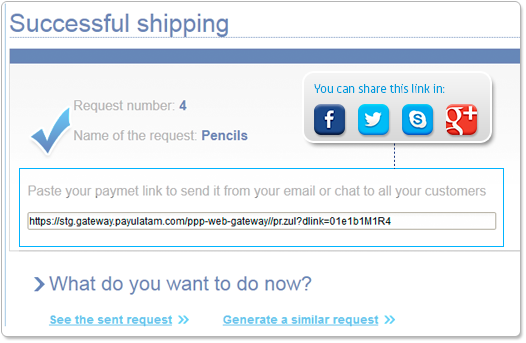 Successful shipping
You can share this link in:
Request number: 4
Name of the request: Pencils
Paste your paymet link to send it from your email or chat to all your customers
https://stg.gateway.payulatam.com/ppp-web-gateway//pr.zul?dlink=01e1b1M1R4
What do you want to do now?
See the sent request
Generate a similar request